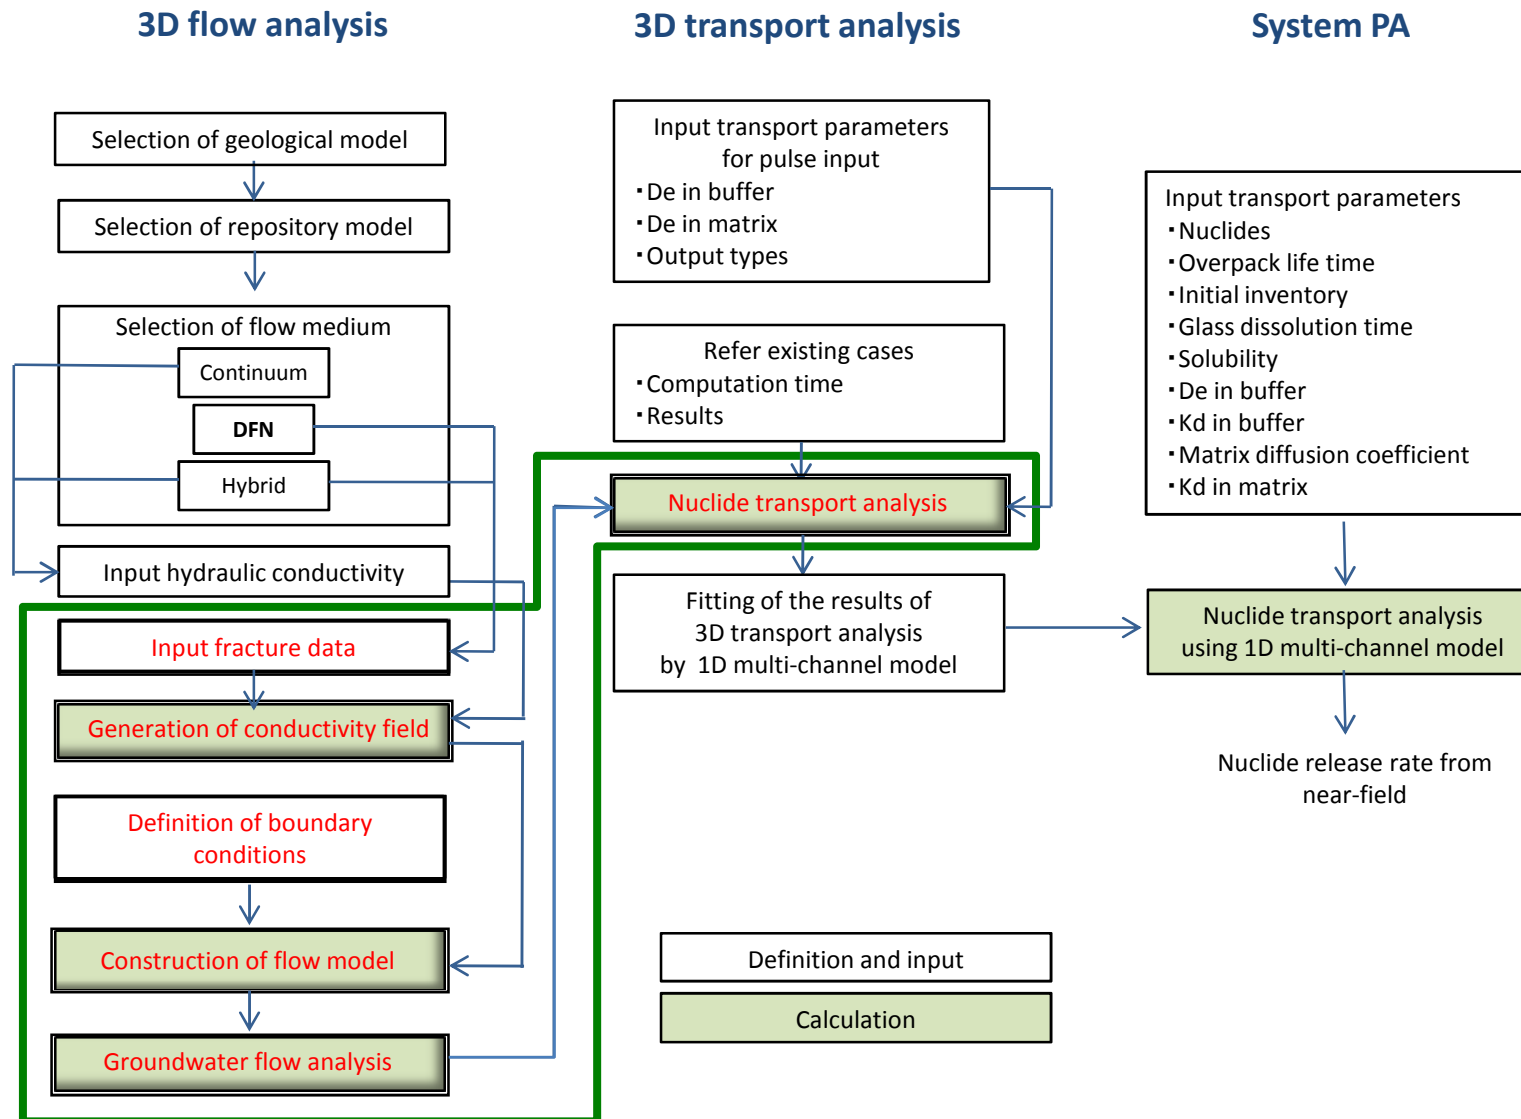 3D flow analysis
Selection of geological model
Selection of repository model
Selection of flow medium
Continuum
DFN
Hybrid
Input hydraulic conductivity
Input fracture data
Generation of conductivity field
Definition of boundary
conditions
Construction of flow model
Groundwater flow analysis
3D transport analysis
Input transport parameters
for pulse input
・De in buffer
・De in matrix
・Output types
Refer existing cases
・Computation time
・Results
Nuclide transport analysis
Fitting of the results of
3D transport analysis
by 1D multi-channel model
Definition and input
Calculation
System PA
Input transport parameters
・Nuclides
・Overpack life time
・Initial inventory
・Glass dissolution time
・Solubility
・De in buffer
・Kd in buffer
・Matrix diffusion coefficient
・Kd in matrix
Nuclide transport analysis
using 1D multi-channel model
Nuclide release rate from
near-field